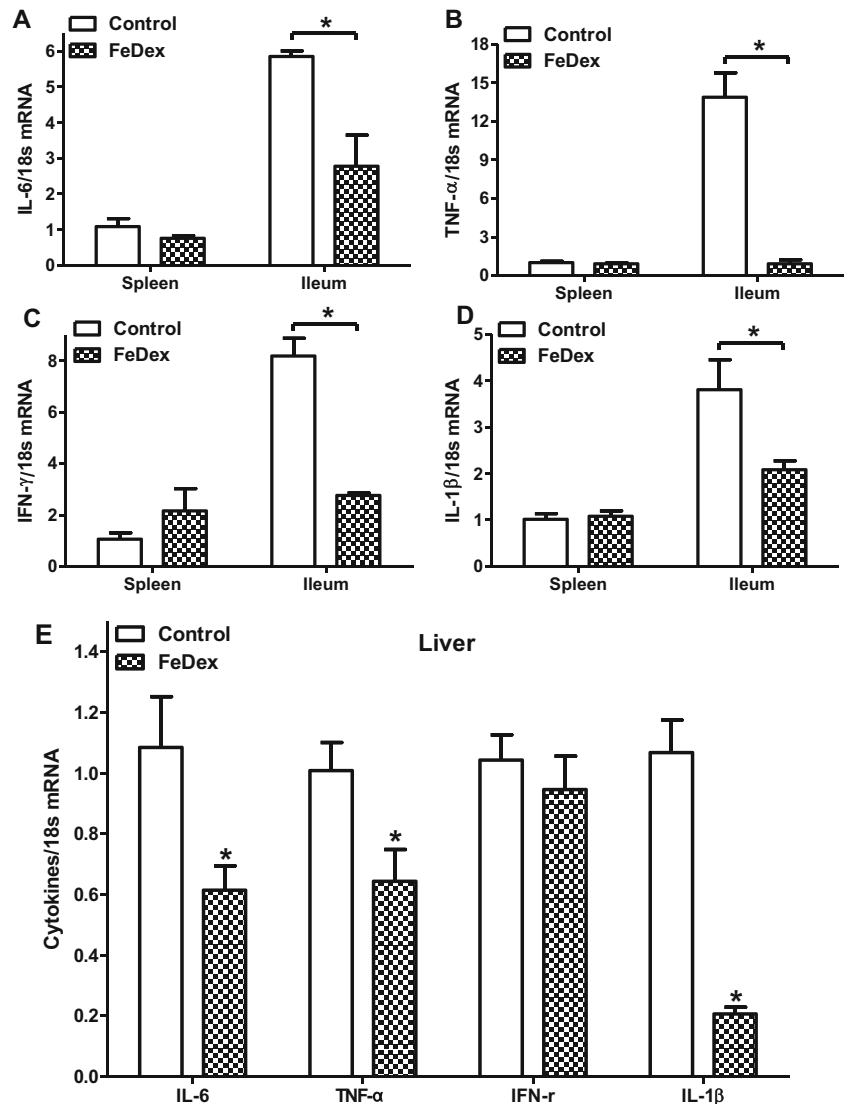 A
Control
FeDex
*
IL-6/18s mRNA
6
5
4
3
2
1
0
Spleen
Ileum
B
Control
FeDex
*
TNF-α/18s mRNA
18
15
12
9
6
3
0
Spleen
Ileum
C
Control
FeDex
*
IFN-γ/18s mRNA
8
6
4
2
0
Spleen
Ileum
D
Control
FeDex
*
IL-1β/18s mRNA
5
4
3
2
1
0
Spleen
Ileum
E
Control
FeDex
Liver
Cytokines/18s mRNA
1.4
1.2
1.0
0.8
0.6
0.4
0.2
0.0
*
*
*
IL-6
TNF-α
IFN-r
IL-1β